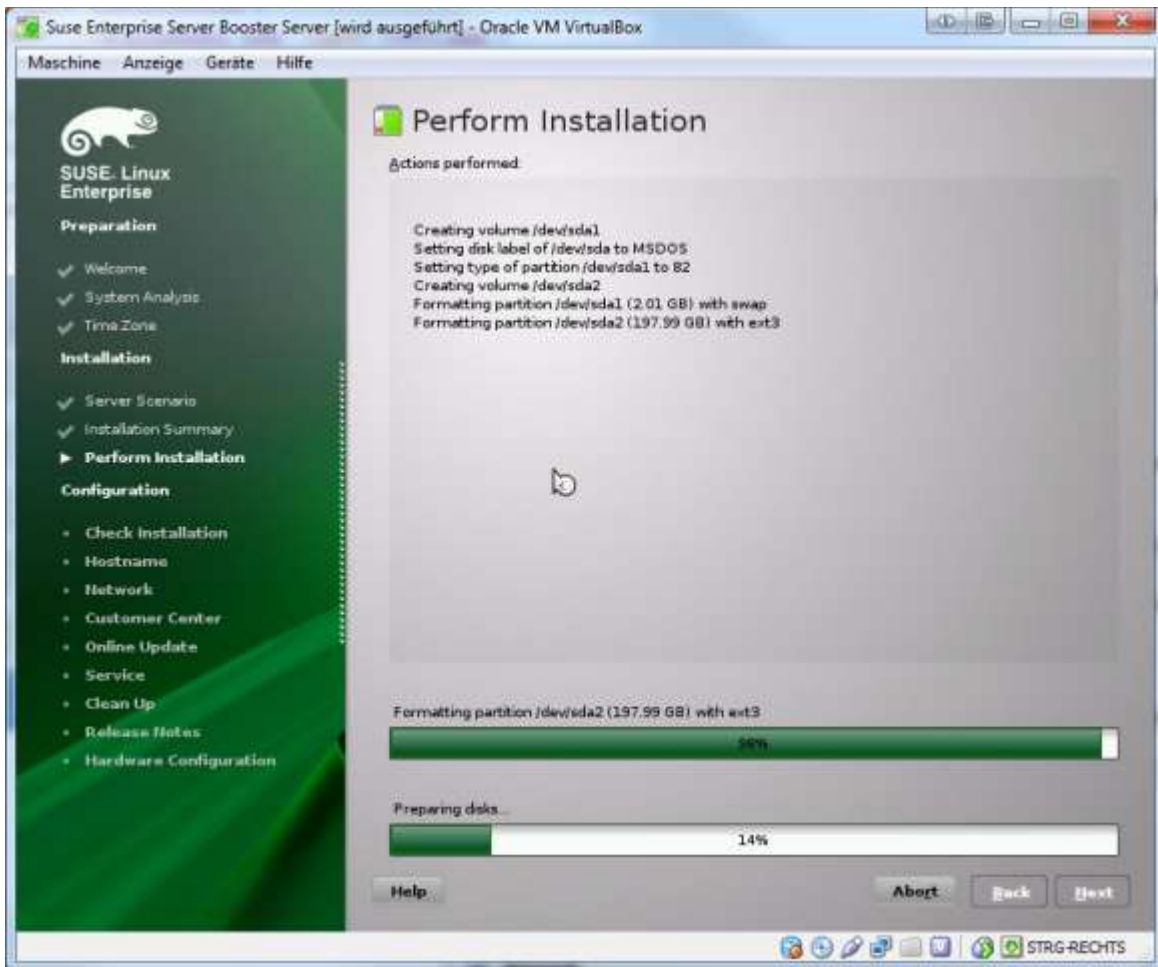 Suse Enterprise Server Booster Server [wird ausgeführt] - Oracle VM VirtualBox
Maschine Anzeige Geräte Hilfe
SUSE. Linux
Enterprise
Preparation
Welcome
System Analysis
Time Zone
Installation
Server Scenario
Installation Summary
Perform Installation
Configuration
Check Installation
Hostname
Network
Customer Center
Online Update
Service
Clean Up
Release Notes
Hardware Configuration
Perform Installation
Actions performed:
Creating volume /dev/sda1
Setting disk label of /dev/sda to MSDOS
Setting type of partition /dev/sda1 to 82
Creating volume /dev/sda2
Formatting partition /dev/sda1 (2.01 GB) with swap
Formatting partition /dev/sda2 (197.99 GB) with ext3
Formatting partition /dev/sda2 (197.99 GB) with ext3
98%
Preparing disks...
14%
Help
Abort
Back
Next
STRG-RECHTS